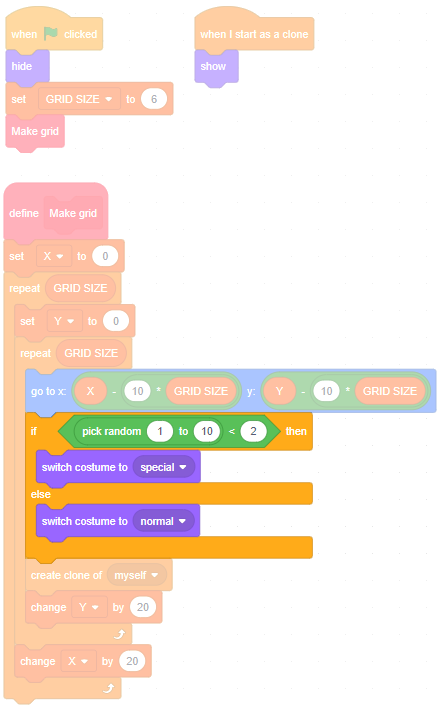 when clicked
hide
set GRID SIZE to 6
Make grid
when I start as a clone
show
define Make grid
set X to 0
repeat GRID SIZE
set Y to 0
repeat GRID SIZE
go to x: X - 10 * GRID SIZE y: Y - 10 * GRID SIZE
if pick random 1 to 10 < 2 then
switch costume to special
else
switch costume to normal
create clone of myself
change Y by 20
change X by 20